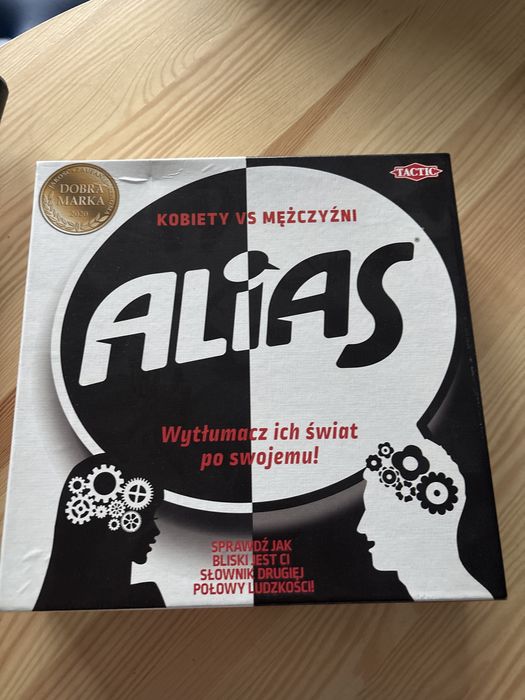 DOBRA
MARKA
2020
TACTIC
KOBIETY VS MĘŻCZYŹNI
ALIAS
Wytłumacz ich świat
po swojemu!
SPRAWDŹ JAK
BLISKI JEST CI
SŁOWNIK DRUGIEJ
POŁOWY LUDZKOŚCI!